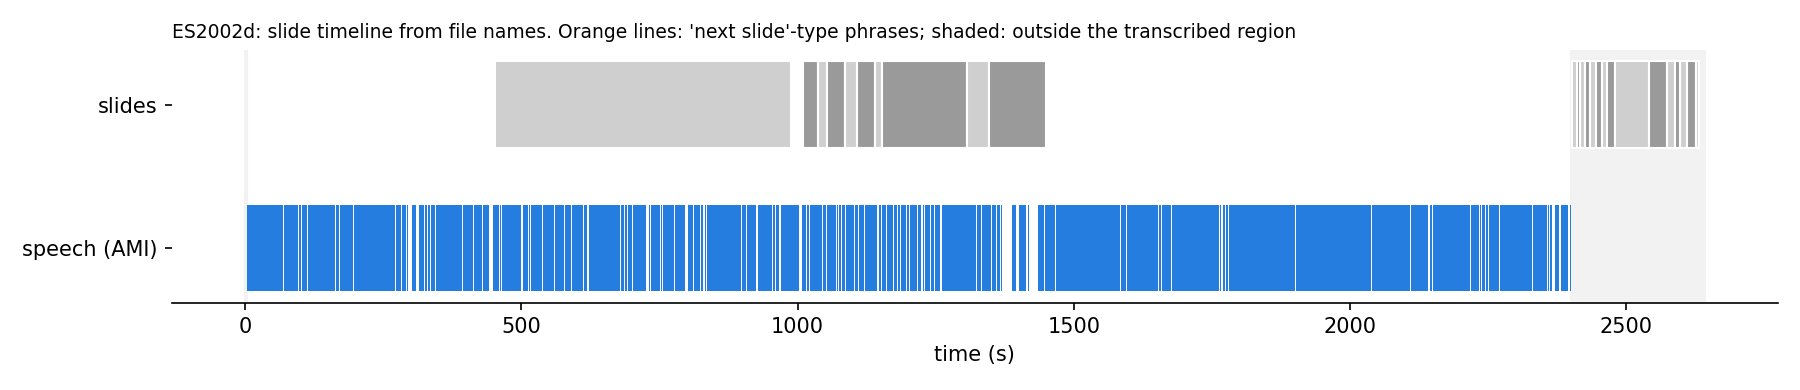 ES2002d: slide timeline from file names. Orange lines: 'next slide'-type phrases; shaded: outside the transcribed region
slides
speech (AMI)
0 500 1000 1500 2000 2500
time (s)